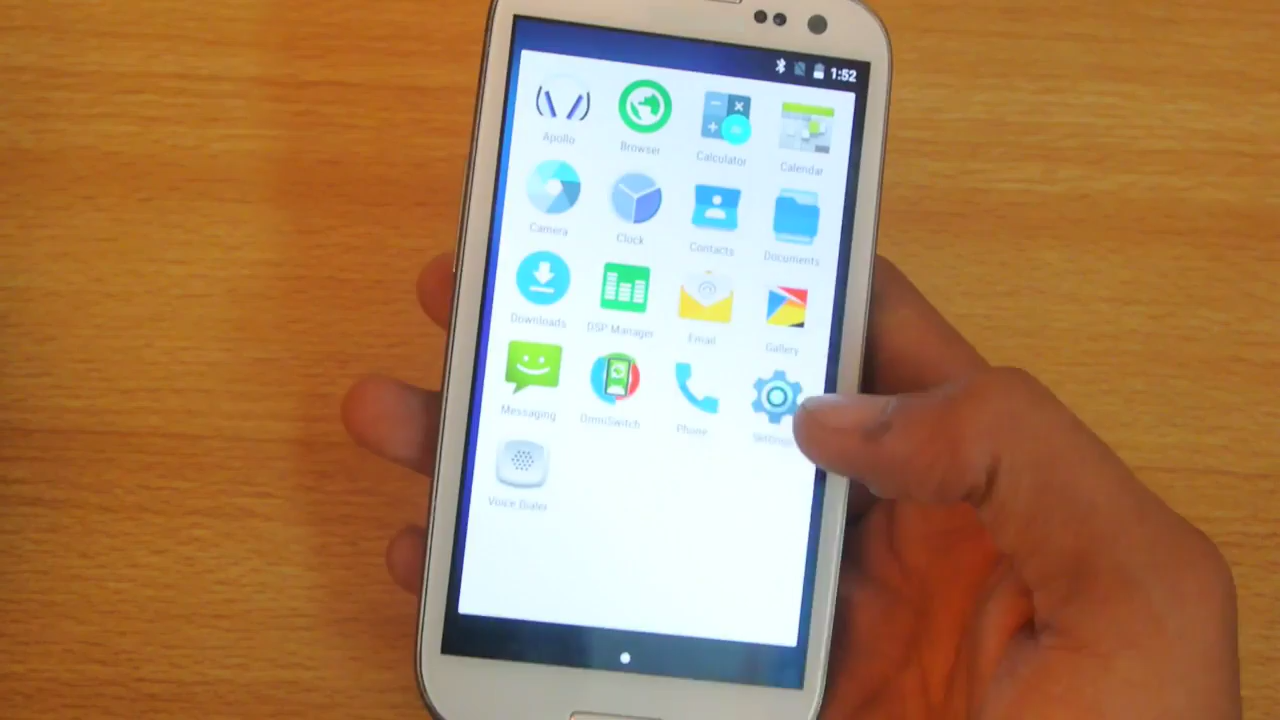 1:52
Apollo
Browser
Calculator
Calendar
Camera
Clock
Contacts
Documents
Downloads
DSP Manager
Email
Gallery
Messaging
OmniSwitch
Phone
Settings
Voice Dialer